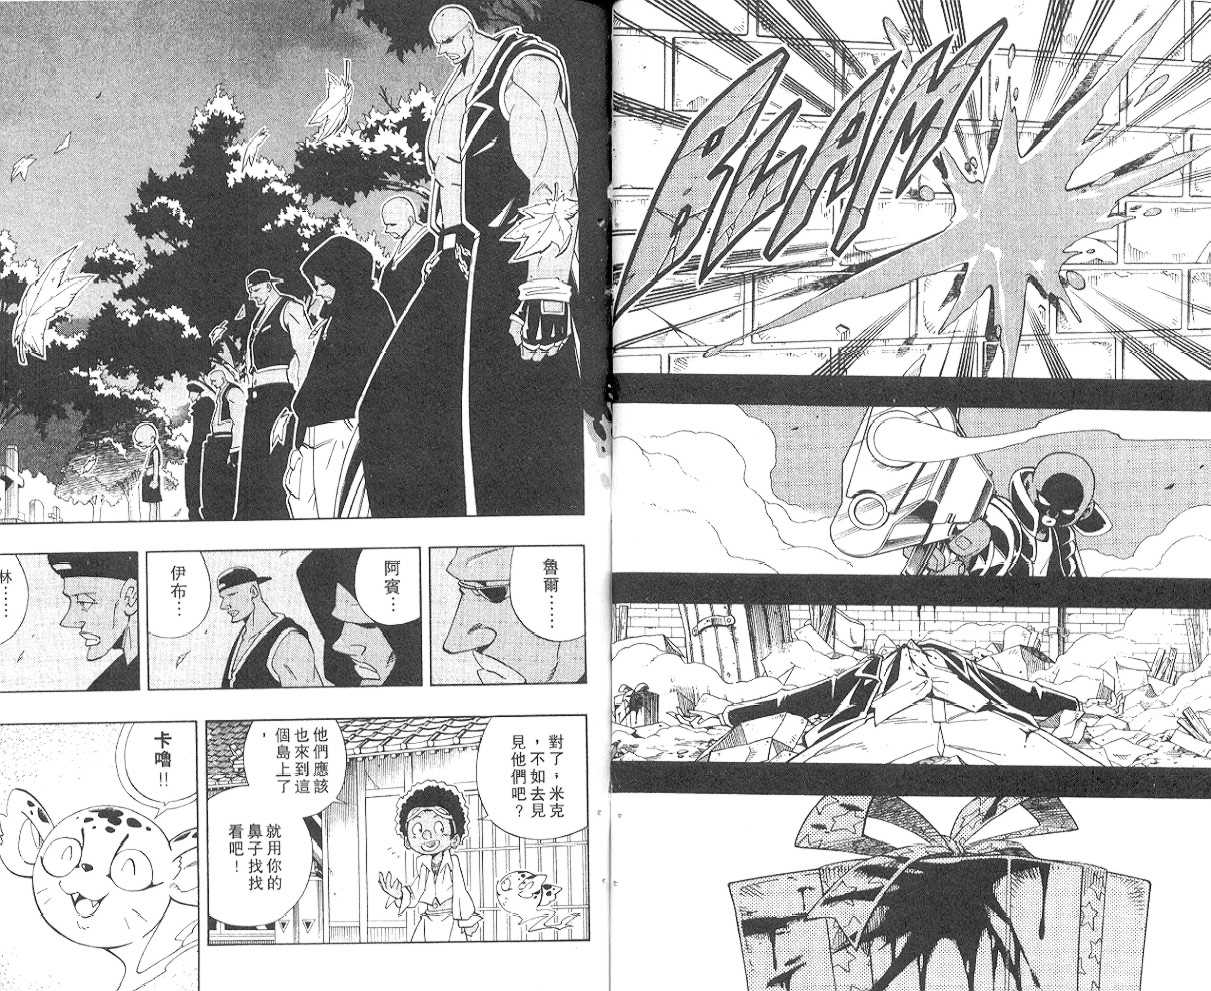 BLAM
魯爾…
阿賓…
伊布…
林……
對了，米克
，不如去見
見他們吧？
他們應該
也來到這
個島上了
，
就用你的
鼻子找找
看吧！
卡嚕!!